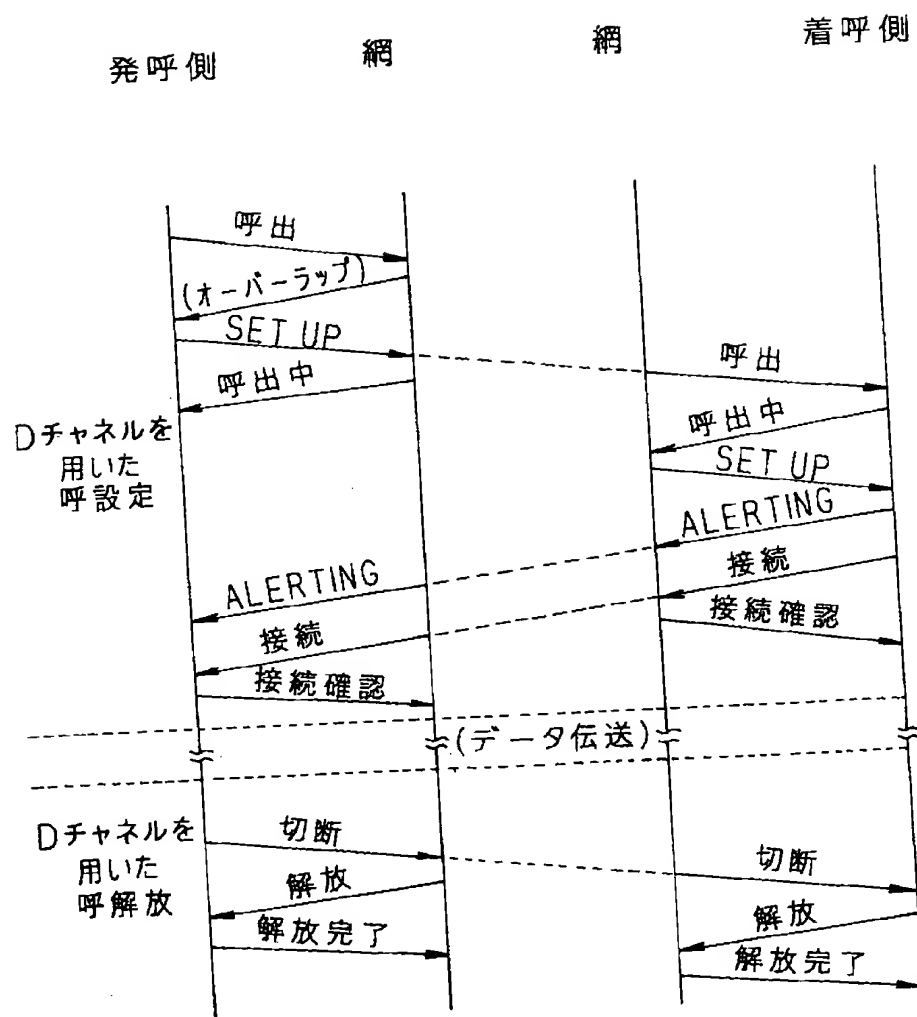 発呼側 網 網 着呼側
呼出
(オーバーラップ)
SET UP
呼出
呼出中
呼出中
Dチャネルを
用いた
呼設定
SET UP
ALERTING
接続
ALERTING
接続確認
接続
接続確認
(データ伝送)
Dチャネルを
用いた
呼解放
切断
切断
解放
解放
解放完了
解放完了